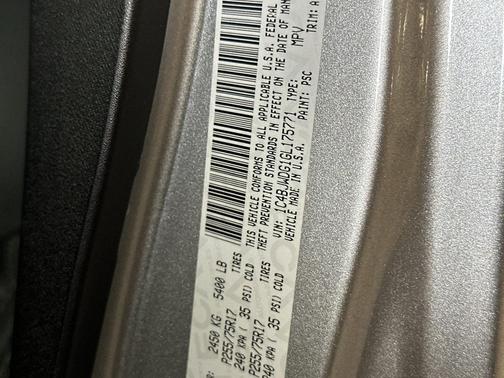 2450 KG 5400 LB
P255/75R17 TIRES
240 KPA ( 35 PSI) COLD
P255/75R17 TIRES
240 KPA ( 35 PSI) COLD
THIS VEHICLE CONFORMS TO ALL APPLICABLE U.S.A. FEDERAL
THEFT PREVENTION STANDARDS IN EFFECT ON THE DATE OF MAN
VIN: 1C4BJWDG1GL175771 TYPE: MPV
VEHICLE MADE IN U.S.A. PAINT: PSC TRIM: A